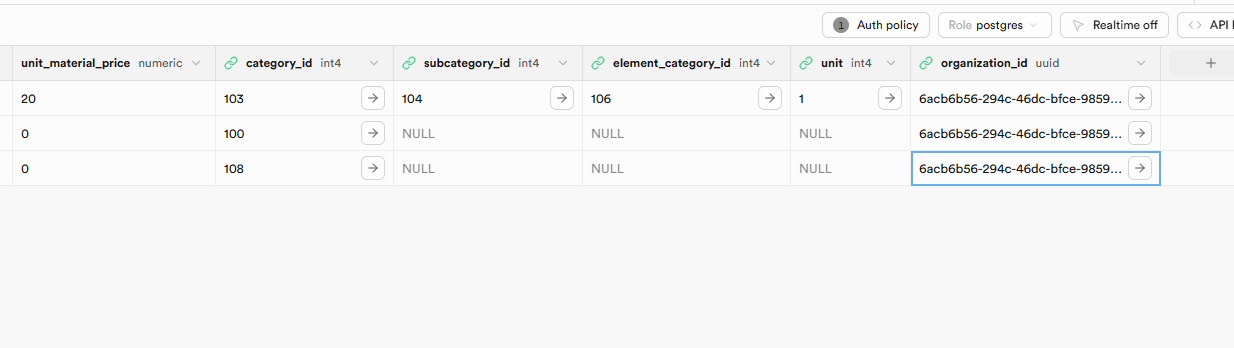 1 Auth policy Role postgres Realtime off API
unit_material_price numeric category_id int4 subcategory_id int4 element_category_id int4 unit int4 organization_id uuid +
20 103 104 106 1 6acb6b56-294c-46dc-bfce-9859...
0 100 NULL NULL NULL 6acb6b56-294c-46dc-bfce-9859...
0 108 NULL NULL NULL 6acb6b56-294c-46dc-bfce-9859...